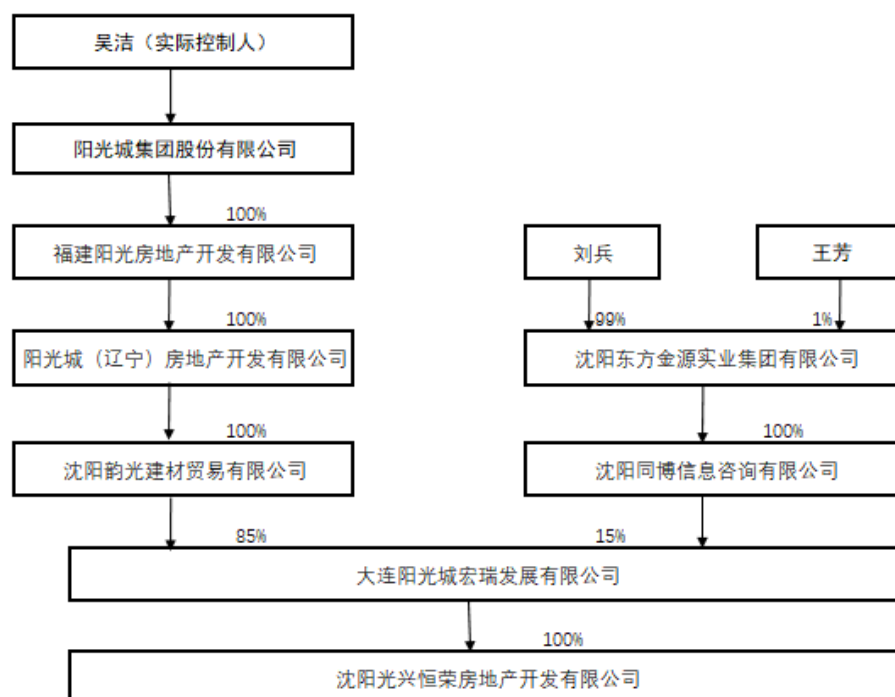 吴洁（实际控制人）
阳光城集团股份有限公司
100%
福建阳光房地产开发有限公司
刘兵
王芳
100%
99%
1%
阳光城（辽宁）房地产开发有限公司
沈阳东方金源实业集团有限公司
100%
100%
沈阳韵光建材贸易有限公司
沈阳同博信息咨询有限公司
85%
15%
大连阳光城宏瑞发展有限公司
100%
沈阳光兴恒荣房地产开发有限公司